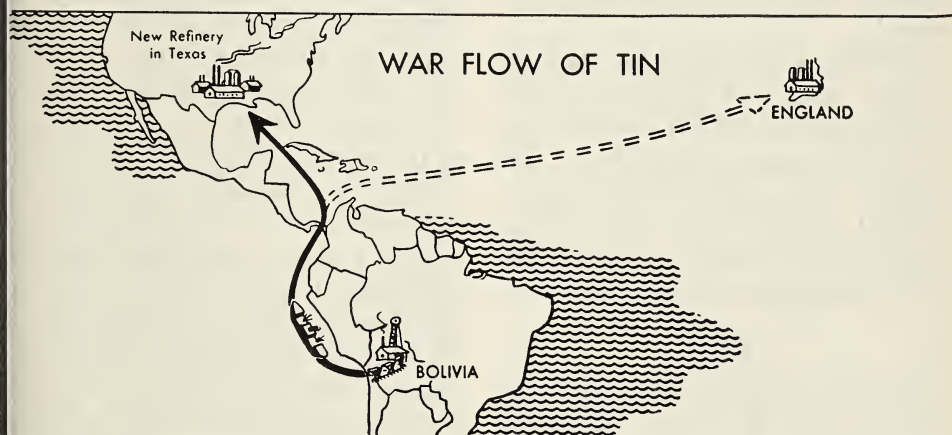 New Refinery
in Texas
WAR FLOW OF TIN
ENGLAND
BOLIVIA